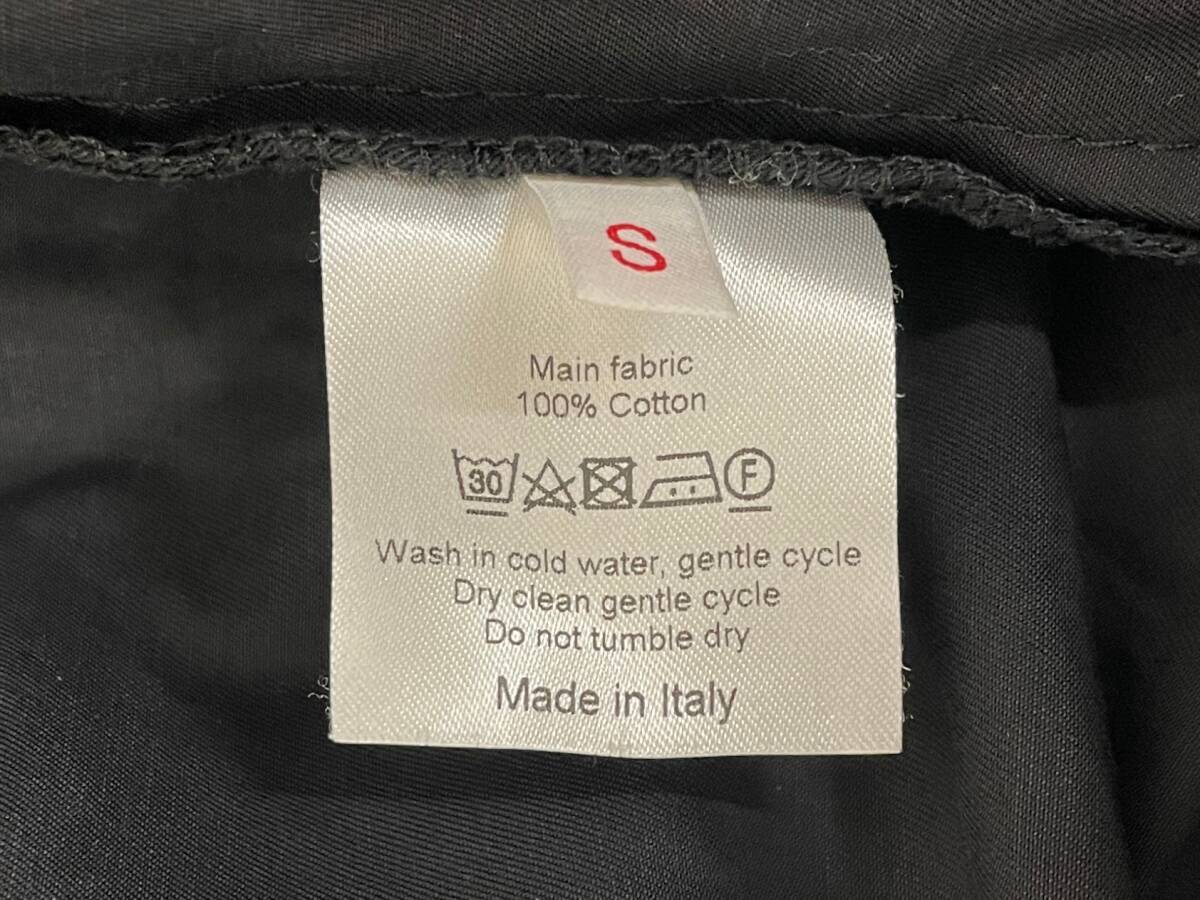 S
Main fabric
100% Cotton
30 F
Wash in cold water, gentle cycle
Dry clean gentle cycle
Do not tumble dry
Made in Italy